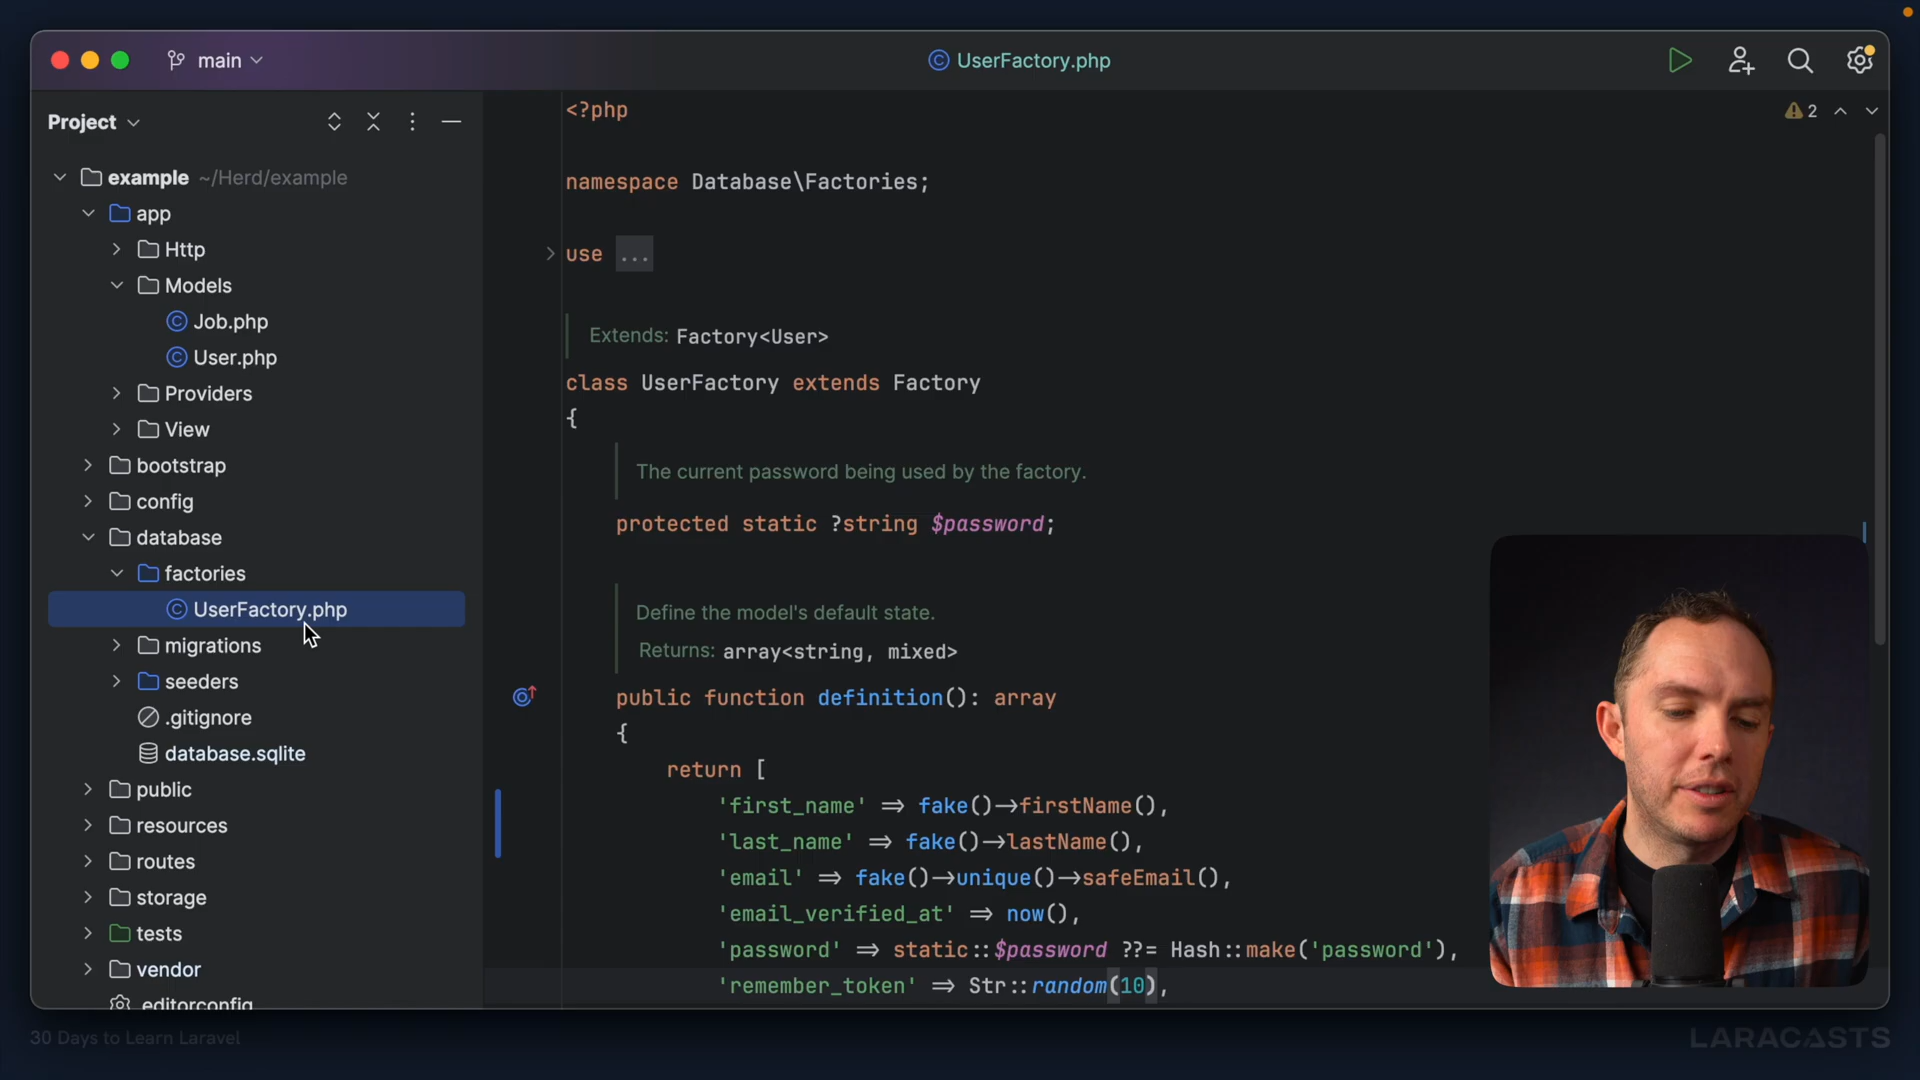 main
UserFactory.php
Project
example ~/Herd/example
app
Http
Models
Job.php
User.php
Providers
View
bootstrap
config
database
factories
UserFactory.php
migrations
seeders
.gitignore
database.sqlite
public
resources
routes
storage
tests
vendor
.editorconfig
2
<?php
namespace Database\Factories;
use ...
Extends: Factory<User>
class UserFactory extends Factory
{
The current password being used by the factory.
protected static ?string $password;
Define the model's default state.
Returns: array<string, mixed>
public function definition(): array
{
return [
'first_name' => fake()->firstName(),
'last_name' => fake()->lastName(),
'email' => fake()->unique()->safeEmail(),
'email_verified_at' => now(),
'password' => static::$password ??= Hash::make('password'),
'remember_token' => Str::random(10),
30 Days to Learn Laravel
LARACASTS